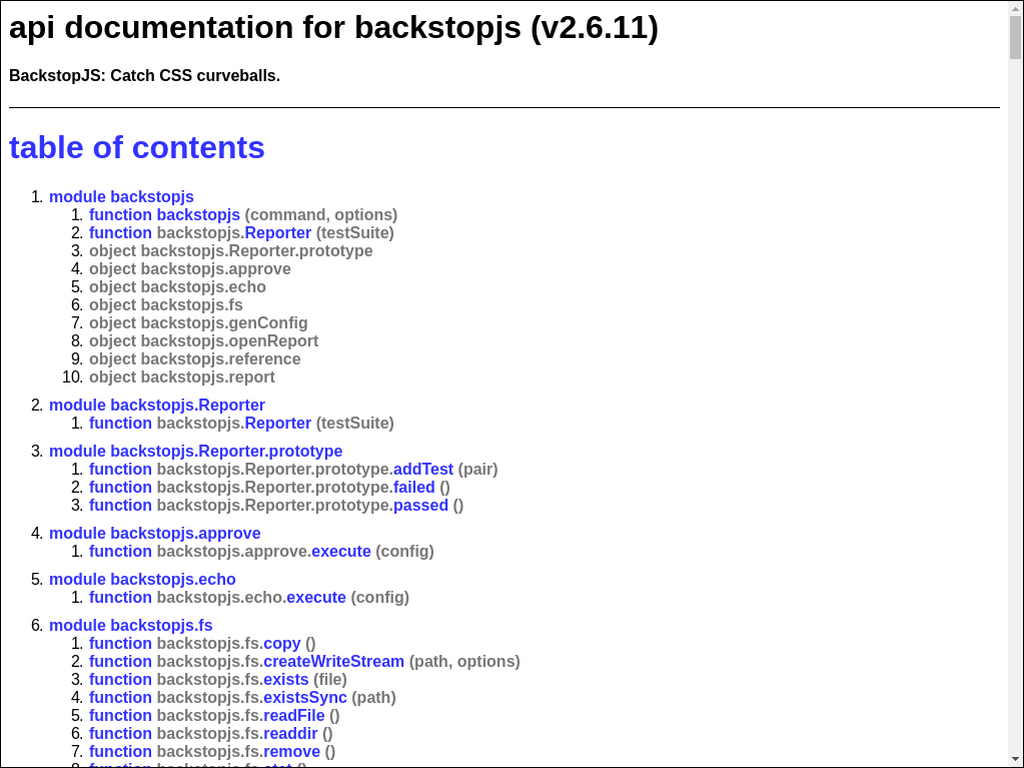 api documentation for backstopjs (v2.6.11)
BackstopJS: Catch CSS curveballs.
table of contents
1. module backstopjs
1. function backstopjs (command, options)
2. function backstopjs.Reporter (testSuite)
3. object backstopjs.Reporter.prototype
4. object backstopjs.approve
5. object backstopjs.echo
6. object backstopjs.fs
7. object backstopjs.genConfig
8. object backstopjs.openReport
9. object backstopjs.reference
10. object backstopjs.report
2. module backstopjs.Reporter
1. function backstopjs.Reporter (testSuite)
3. module backstopjs.Reporter.prototype
1. function backstopjs.Reporter.prototype.addTest (pair)
2. function backstopjs.Reporter.prototype.failed ()
3. function backstopjs.Reporter.prototype.passed ()
4. module backstopjs.approve
1. function backstopjs.approve.execute (config)
5. module backstopjs.echo
1. function backstopjs.echo.execute (config)
6. module backstopjs.fs
1. function backstopjs.fs.copy ()
2. function backstopjs.fs.createWriteStream (path, options)
3. function backstopjs.fs.exists (file)
4. function backstopjs.fs.existsSync (path)
5. function backstopjs.fs.readFile ()
6. function backstopjs.fs.readdir ()
7. function backstopjs.fs.remove ()
8. function backstopjs.fs.stat ()